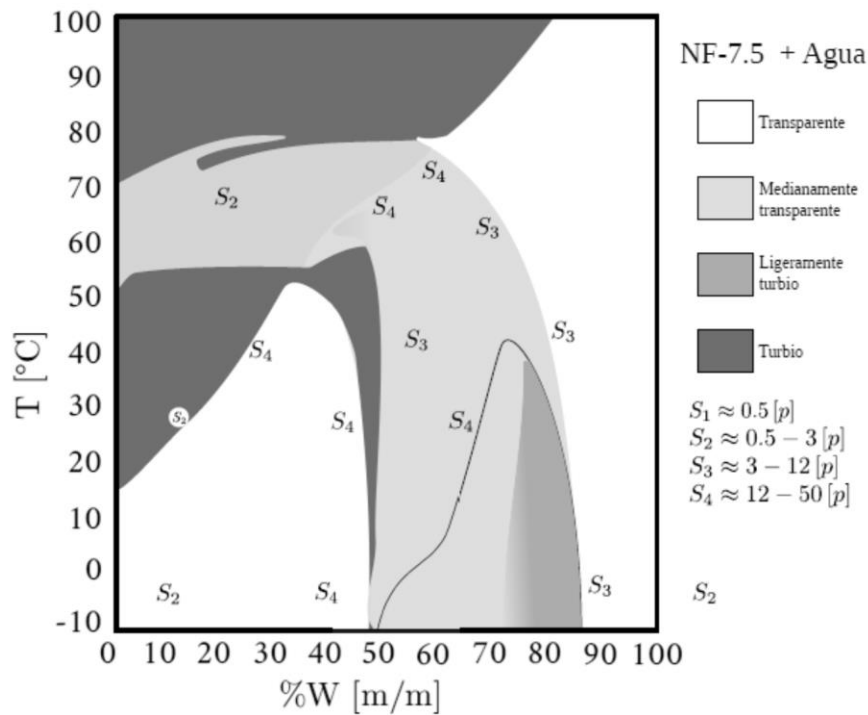 NF-7.5 + Agua
Transparente
Medianamente
transparente
Ligeramente
turbio
Turbio
S₁ ≈ 0.5 [p]
S₂ ≈ 0.5 – 3 [p]
S₃ ≈ 3 – 12 [p]
S₄ ≈ 12 – 50 [p]
T [°C]
100
90
80
70
60
50
40
30
20
10
0
-10
S₄
S₂
S₄
S₃
S₃
S₃
S₄
S₂
S₄
S₄
S₂
S₄
S₃
S₂
0 10 20 30 40 50 60 70 80 90 100
%W [m/m]